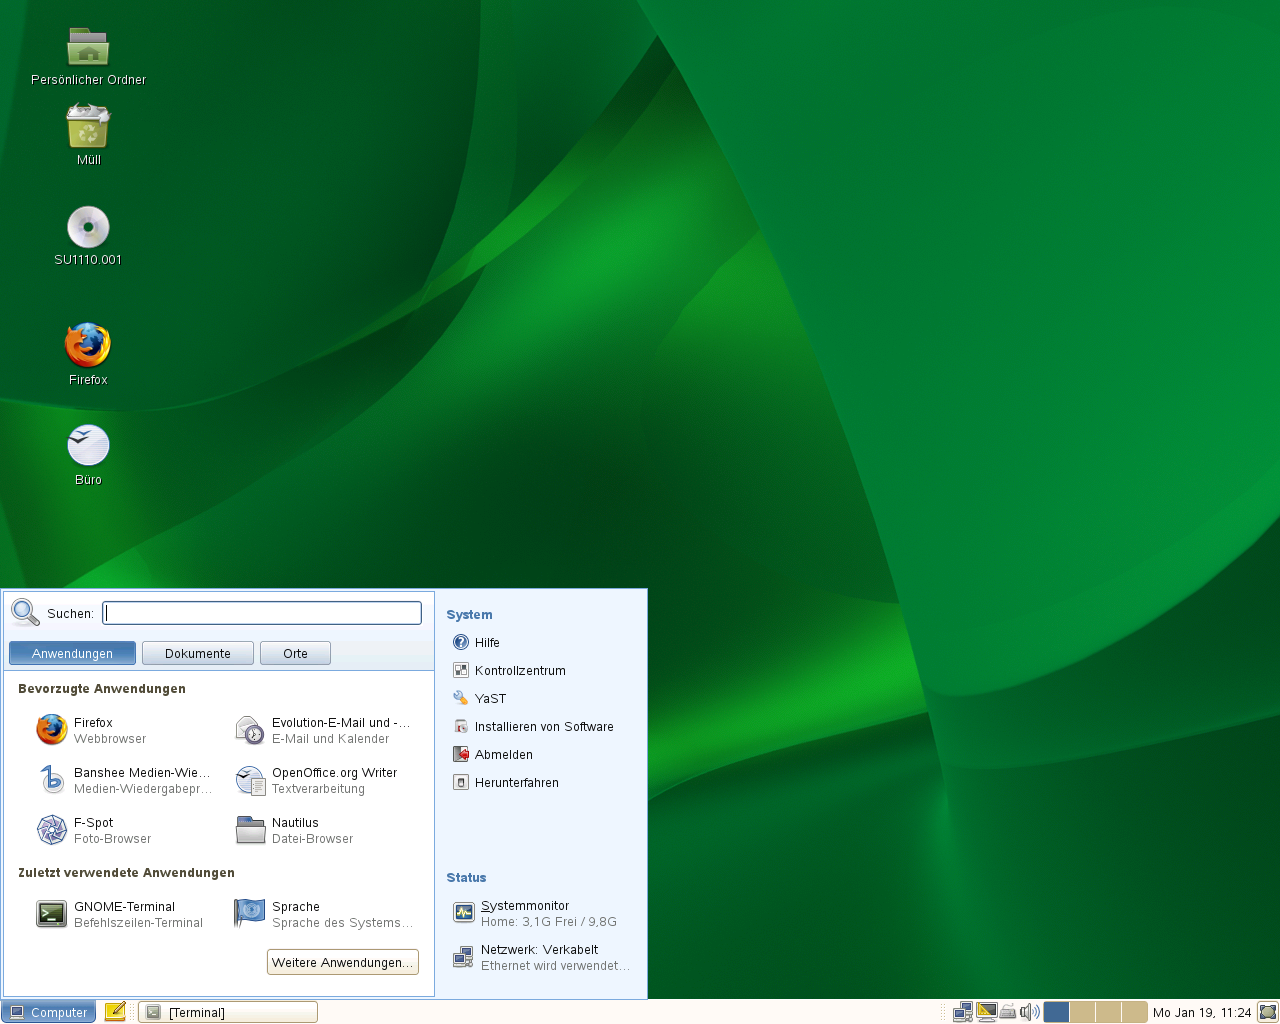 Persönlicher Ordner
Müll
SU1110.001
Firefox
Büro
Suchen:
Anwendungen Dokumente Orte
Bevorzugte Anwendungen
Firefox
Webbrowser
Evolution-E-Mail und -...
E-Mail und Kalender
Banshee Medien-Wie...
Medien-Wiedergabepr...
OpenOffice.org Writer
Textverarbeitung
F-Spot
Foto-Browser
Nautilus
Datei-Browser
Zuletzt verwendete Anwendungen
GNOME-Terminal
Befehlszeilen-Terminal
Sprache
Sprache des Systems...
Weitere Anwendungen...
System
Hilfe
Kontrollzentrum
YaST
Installieren von Software
Abmelden
Herunterfahren
Status
Systemmonitor
Home: 3,1G Frei / 9,8G
Netzwerk: Verkabelt
Ethernet wird verwendet...
Computer
[Terminal]
Mo Jan 19, 11:24